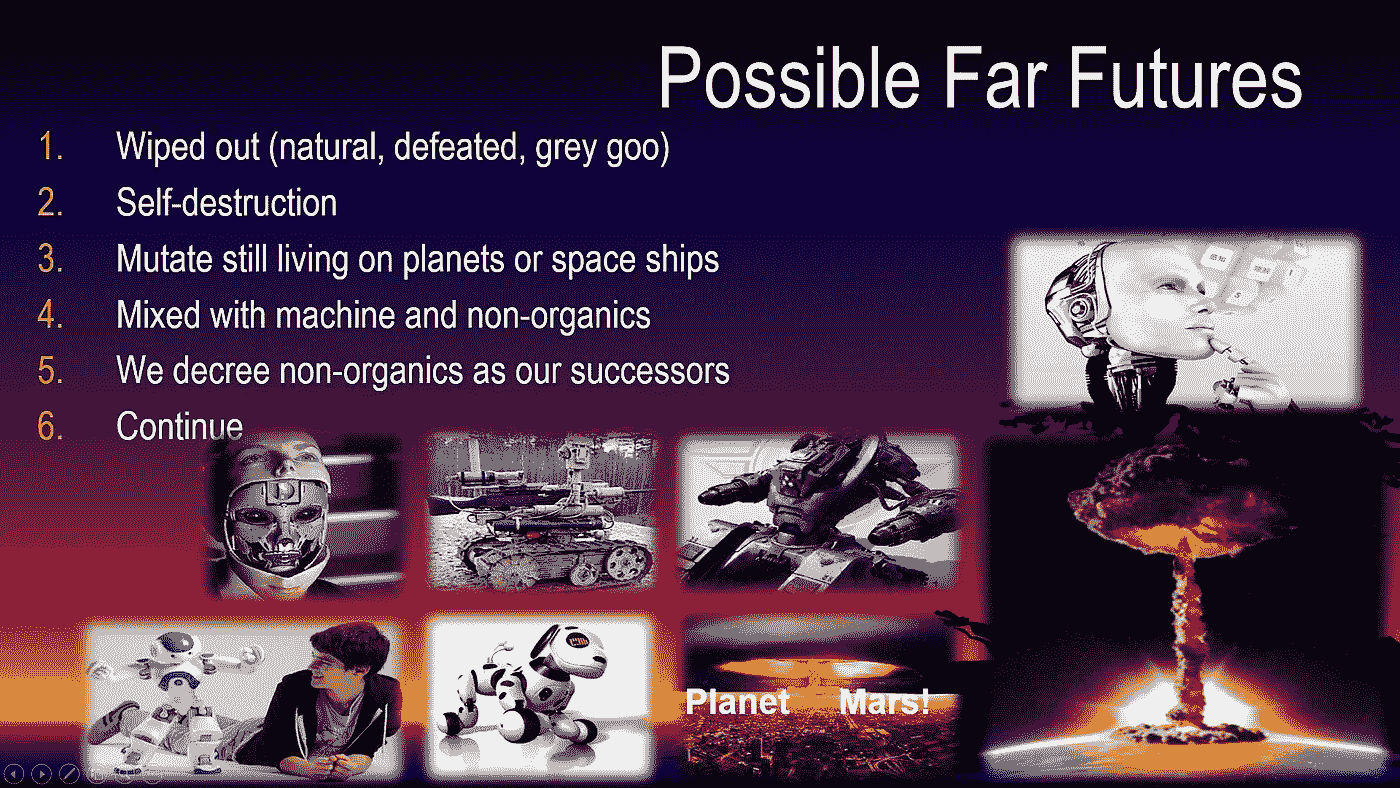 Possible Far Futures
1. Wiped out (natural, defeated, grey goo)
2. Self-destruction
3. Mutate still living on planets or space ships
4. Mixed with machine and non-organics
5. We decree non-organics as our successors
6. Continue
Planet Mars!